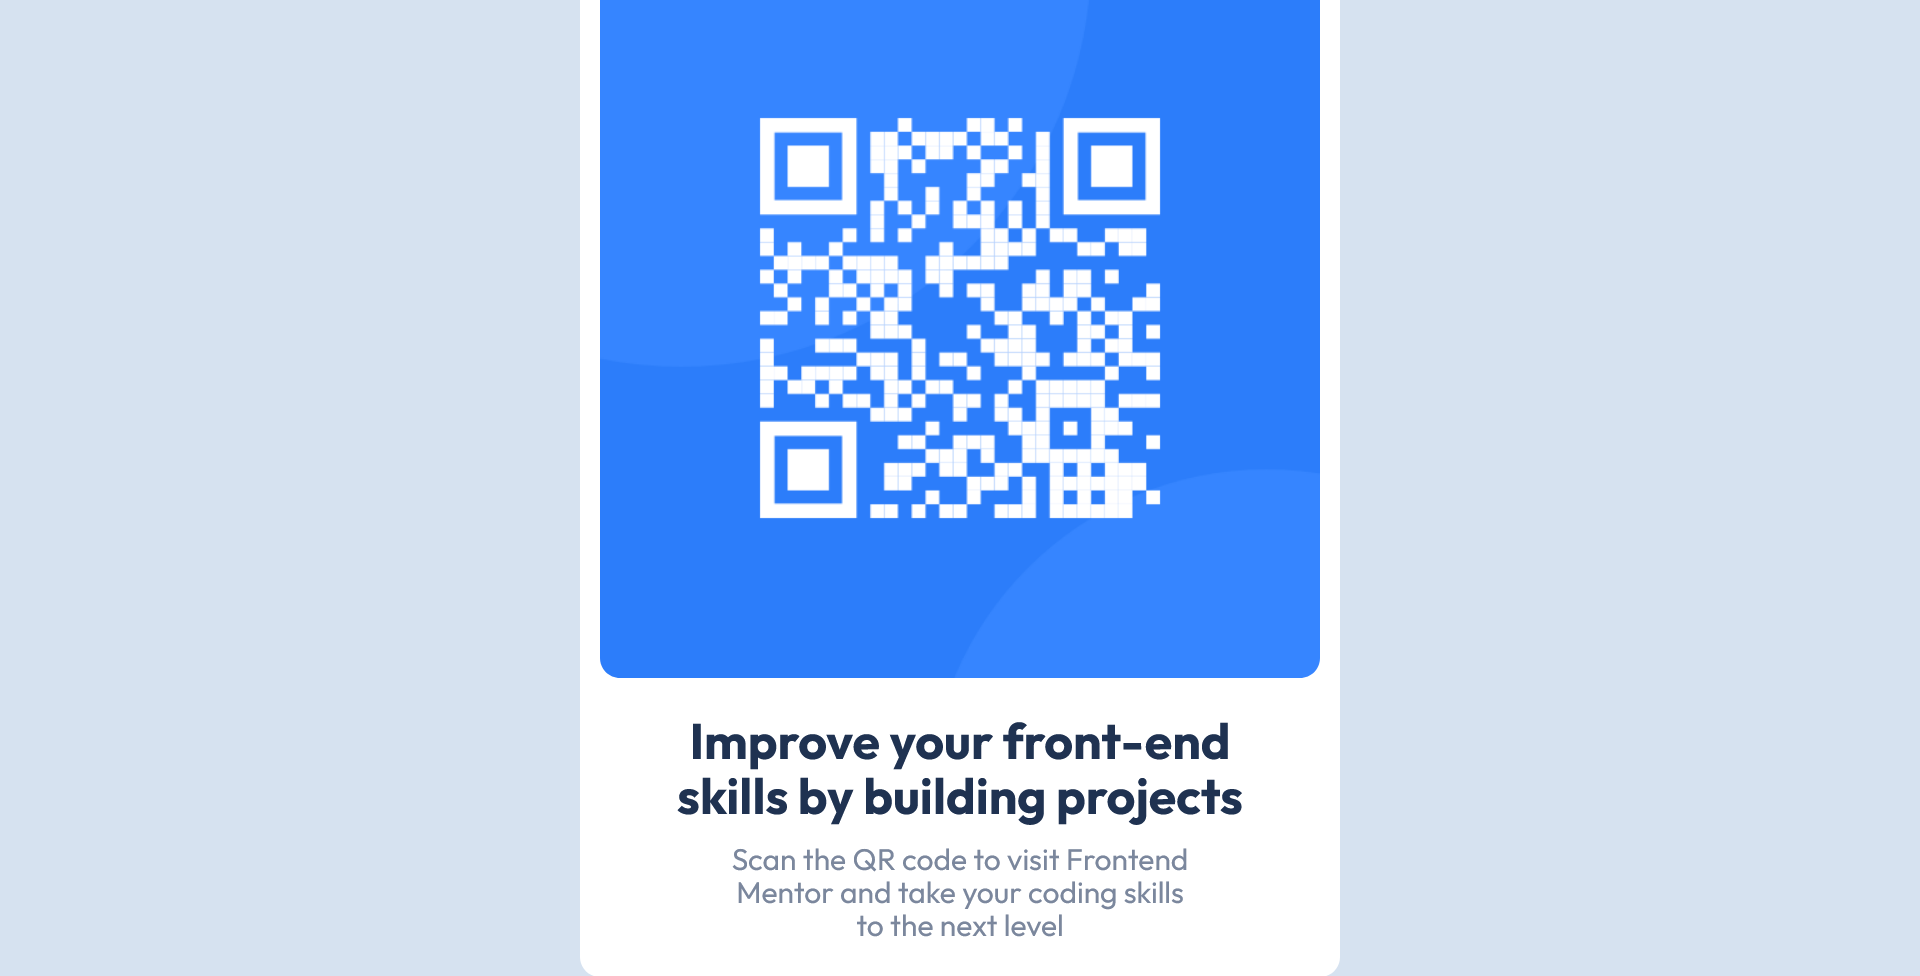 Improve your front-end
skills by building projects
Scan the QR code to visit Frontend
Mentor and take your coding skills
to the next level